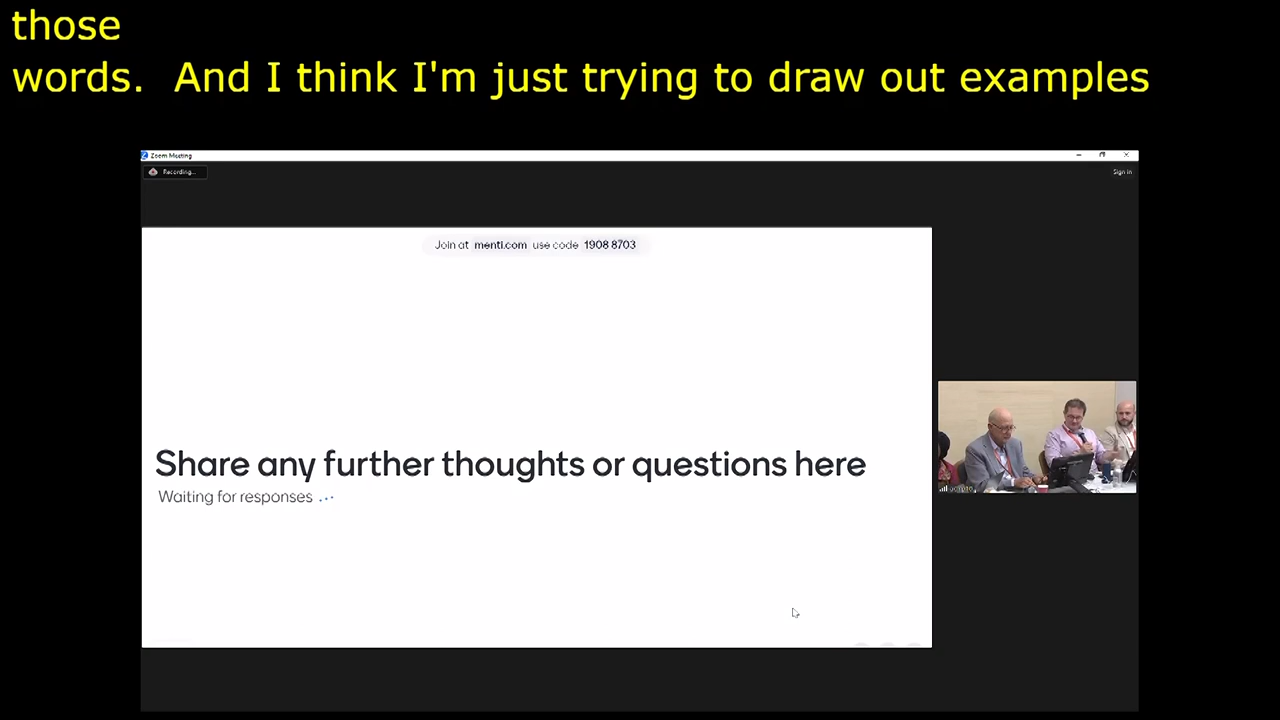 those
words.  And I think I'm just trying to draw out examples
Zoom Meeting
Recording...
Sign in
Join at menti.com use code 1908 8703
Share any further thoughts or questions here
Waiting for responses ...